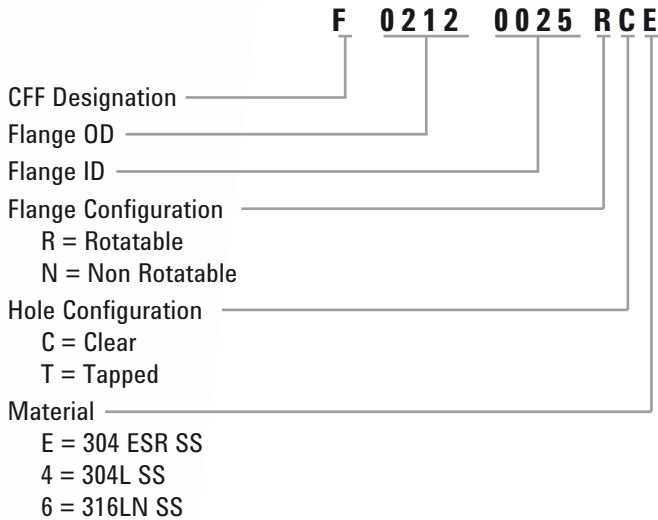 F 0212 0025 RCE
CFF Designation
Flange OD
Flange ID
Flange Configuration
R = Rotatable
N = Non Rotatable
Hole Configuration
C = Clear
T = Tapped
Material
E = 304 ESR SS
4 = 304L SS
6 = 316LN SS